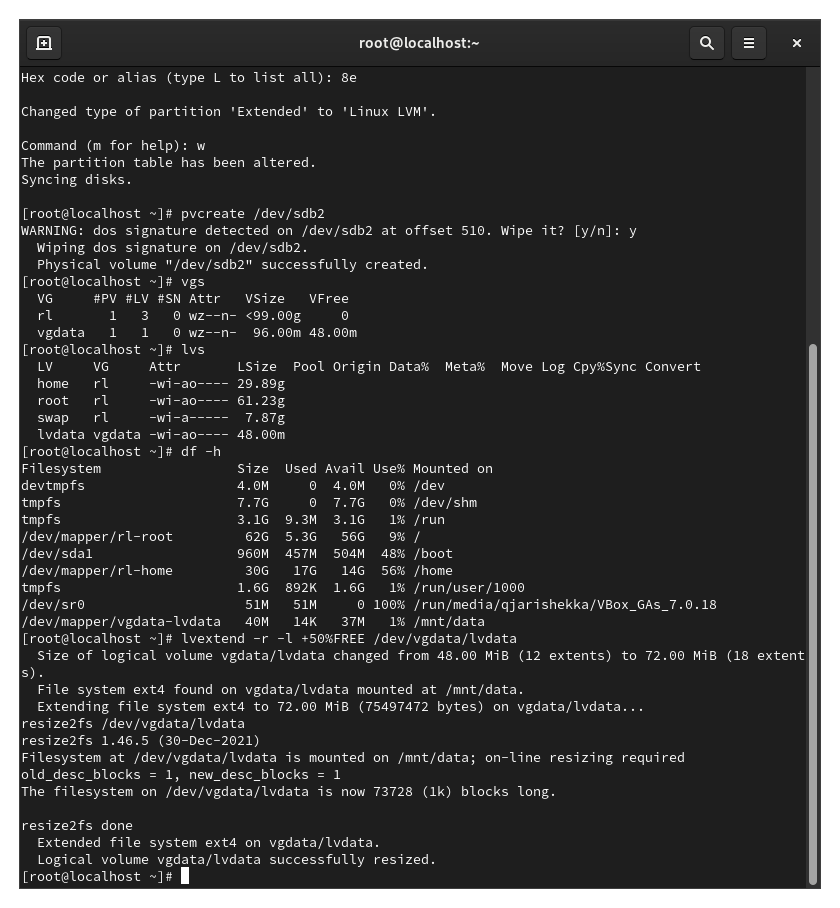 root@localhost:~
Hex code or alias (type L to list all): 8e
Changed type of partition 'Extended' to 'Linux LVM'.
Command (m for help): w
The partition table has been altered.
Syncing disks.
[root@localhost ~]# pvcreate /dev/sdb2
WARNING: dos signature detected on /dev/sdb2 at offset 510. Wipe it? [y/n]: y
  Wiping dos signature on /dev/sdb2.
  Physical volume "/dev/sdb2" successfully created.
[root@localhost ~]# vgs
  VG     #PV #LV #SN Attr   VSize   VFree
  rl       1   3   0 wz--n- <99.00g     0
  vgdata   1   1   0 wz--n-  96.00m 48.00m
[root@localhost ~]# lvs
  LV     VG     Attr       LSize  Pool Origin Data%  Meta%  Move Log Cpy%Sync Convert
  home   rl     -wi-ao---- 29.89g
  root   rl     -wi-ao---- 61.23g
  swap   rl     -wi-a-----  7.87g
  lvdata vgdata -wi-ao---- 48.00m
[root@localhost ~]# df -h
Filesystem                 Size  Used Avail Use% Mounted on
devtmpfs                   4.0M     0  4.0M   0% /dev
tmpfs                      7.7G     0  7.7G   0% /dev/shm
tmpfs                      3.1G  9.3M  3.1G   1% /run
/dev/mapper/rl-root         62G  5.3G   56G   9% /
/dev/sda1                  960M  457M  504M  48% /boot
/dev/mapper/rl-home         30G   17G   14G  56% /home
tmpfs                      1.6G  892K  1.6G   1% /run/user/1000
/dev/sr0                    51M   51M     0 100% /run/media/qjarishekka/VBox_GAs_7.0.18
/dev/mapper/vgdata-lvdata   40M   14K   37M   1% /mnt/data
[root@localhost ~]# lvextend -r -l +50%FREE /dev/vgdata/lvdata
  Size of logical volume vgdata/lvdata changed from 48.00 MiB (12 extents) to 72.00 MiB (18 extent
s).
  File system ext4 found on vgdata/lvdata mounted at /mnt/data.
  Extending file system ext4 to 72.00 MiB (75497472 bytes) on vgdata/lvdata...
resize2fs /dev/vgdata/lvdata
resize2fs 1.46.5 (30-Dec-2021)
Filesystem at /dev/vgdata/lvdata is mounted on /mnt/data; on-line resizing required
old_desc_blocks = 1, new_desc_blocks = 1
The filesystem on /dev/vgdata/lvdata is now 73728 (1k) blocks long.
resize2fs done
  Extended file system ext4 on vgdata/lvdata.
  Logical volume vgdata/lvdata successfully resized.
[root@localhost ~]#